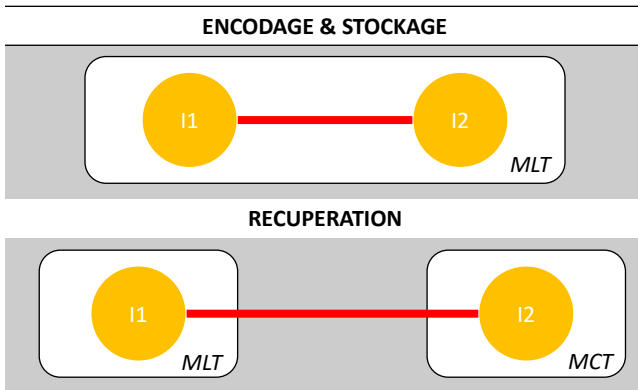 ENCODAGE & STOCKAGE
I1 I2
MLT
RECUPERATION
I1 I2
MLT MCT